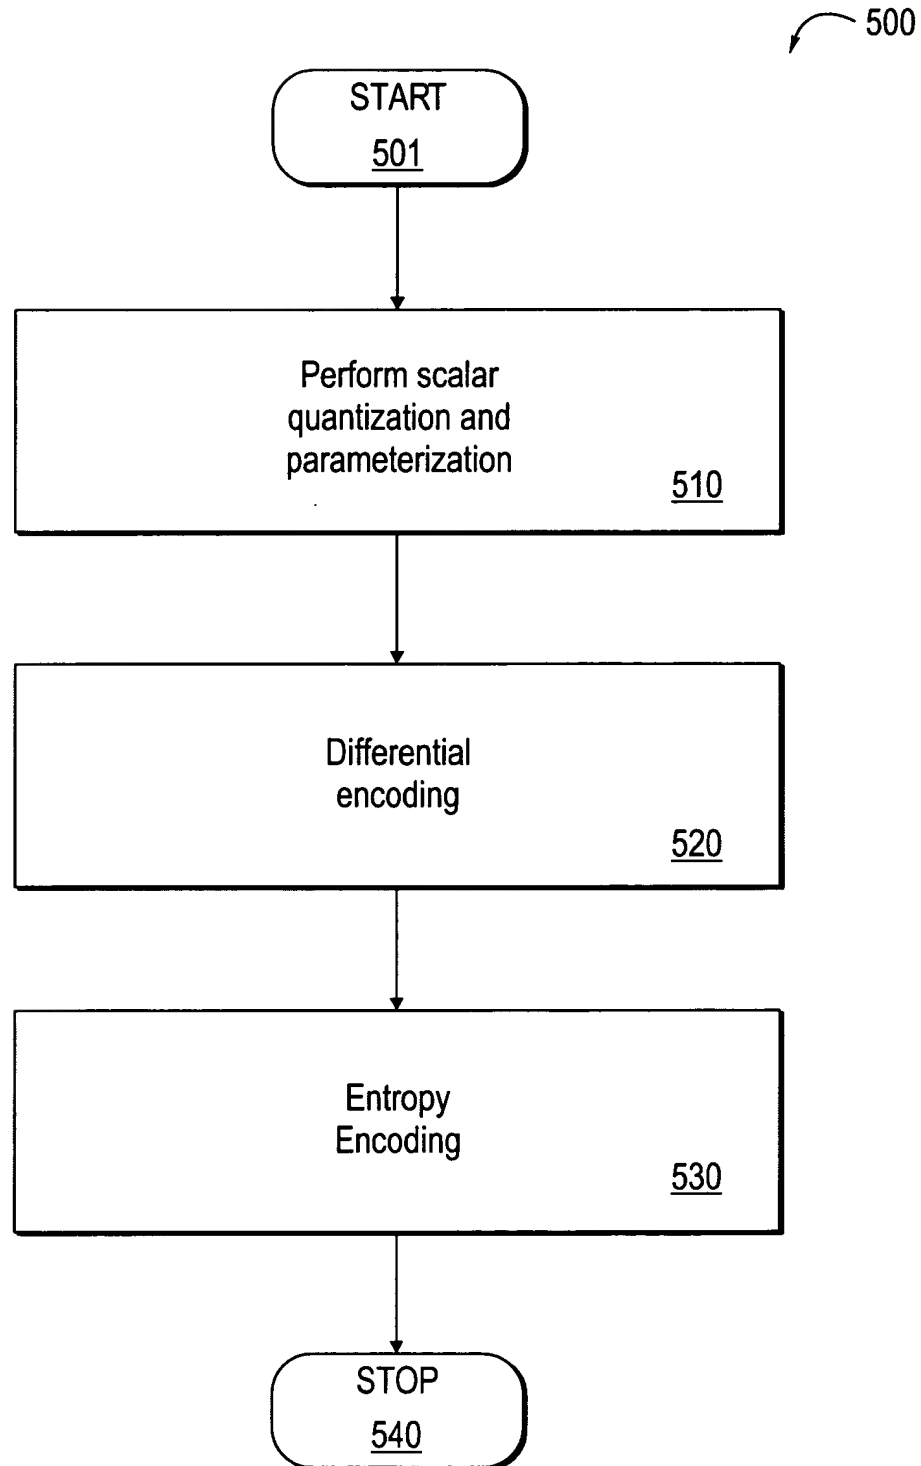 500
START
501
Perform scalar
quantization and
parameterization
510
Differential
encoding
520
Entropy
Encoding
530
STOP
540